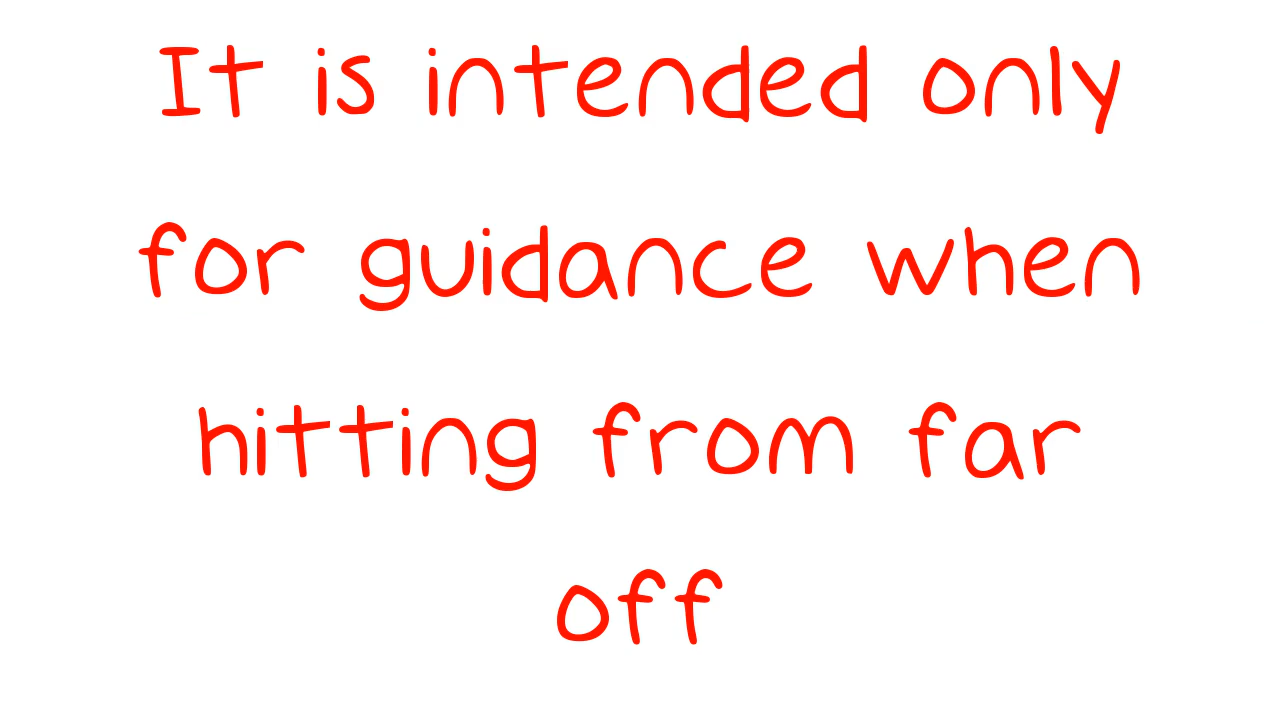 It is intended only
for guidance when
hitting from far
off